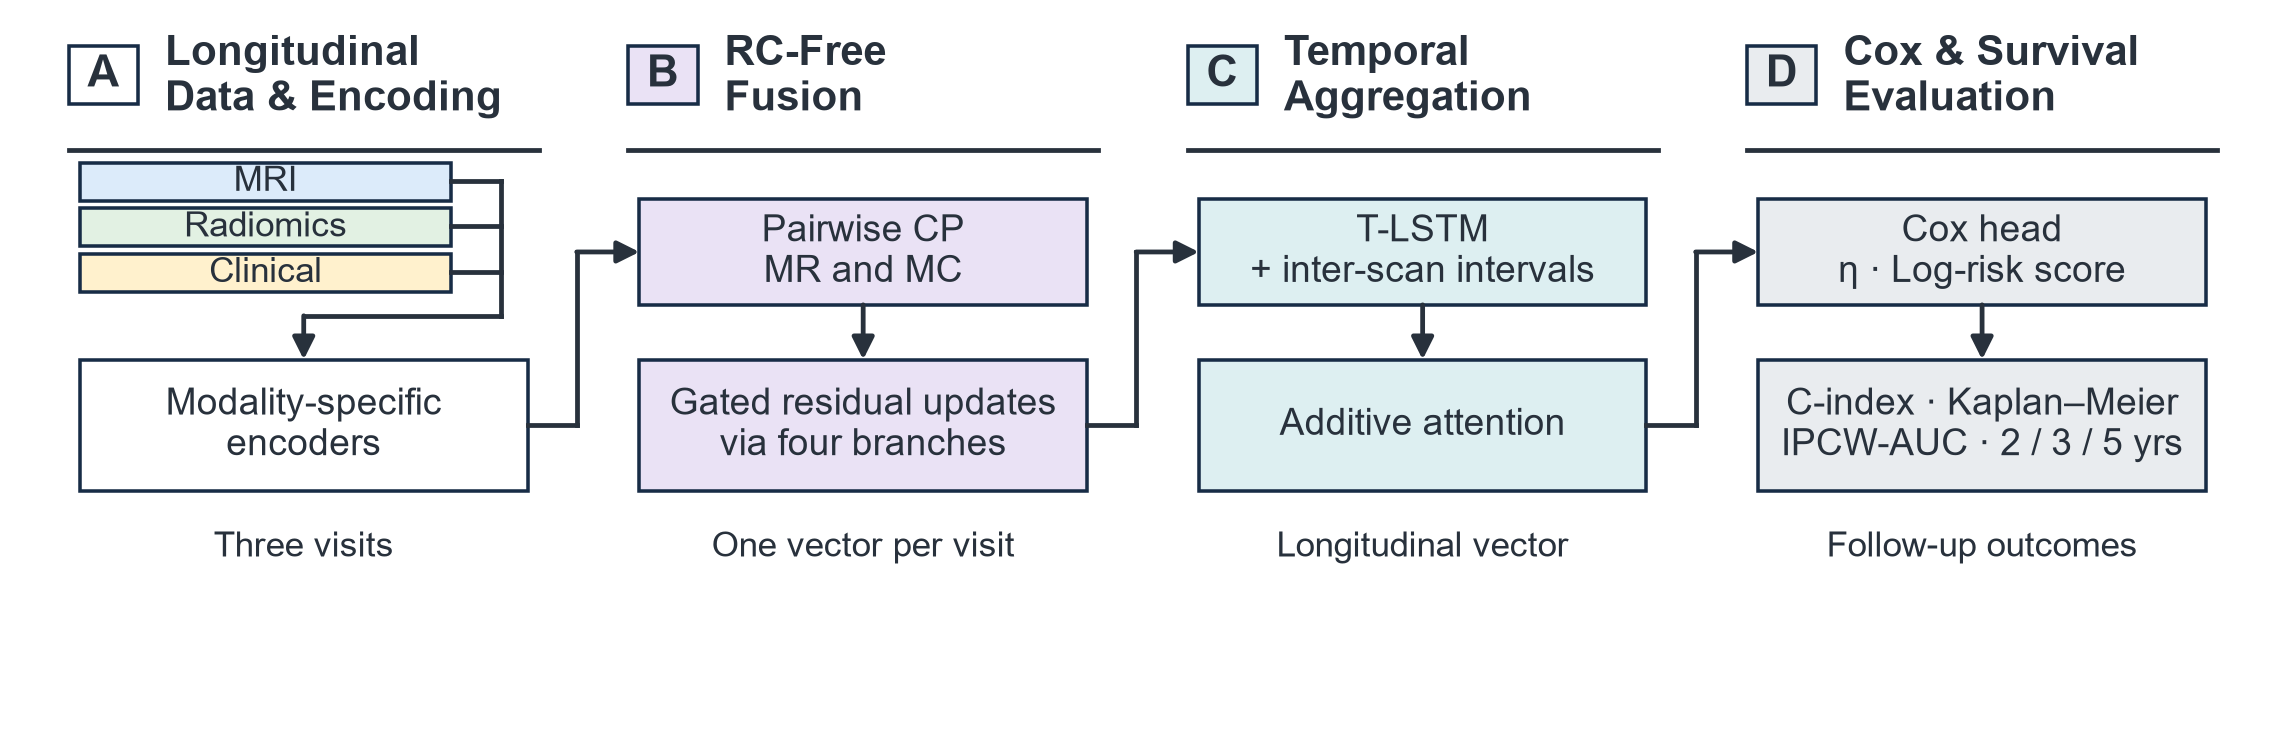 A
Longitudinal
Data & Encoding
MRI
Radiomics
Clinical
Modality-specific
encoders
Three visits
B
RC-Free
Fusion
Pairwise CP
MR and MC
Gated residual updates
via four branches
One vector per visit
C
Temporal
Aggregation
T-LSTM
+ inter-scan intervals
Additive attention
Longitudinal vector
D
Cox & Survival
Evaluation
Cox head
η · Log-risk score
C-index · Kaplan–Meier
IPCW-AUC · 2 / 3 / 5 yrs
Follow-up outcomes